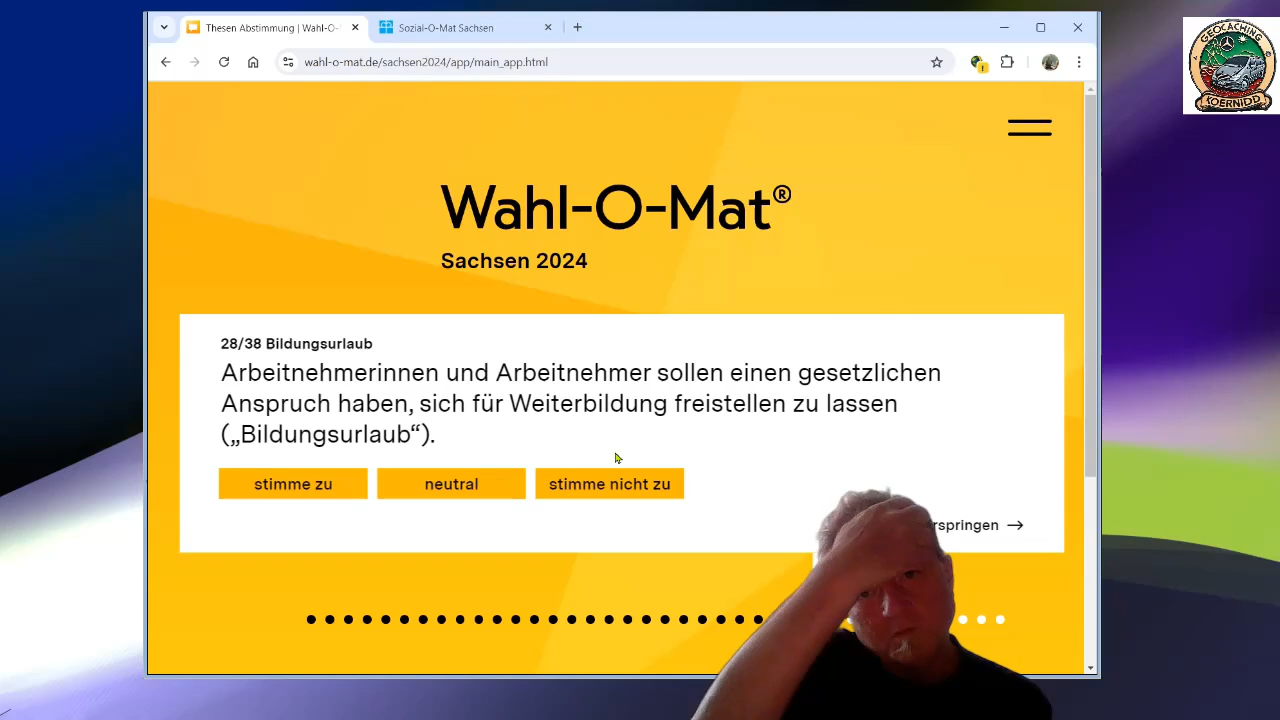 Thesen Abstimmung | Wahl-O-
Sozial-O-Mat Sachsen
wahl-o-mat.de/sachsen2024/app/main_app.html
GEOCACHING
KOERNIDD
Wahl-O-Mat®
Sachsen 2024
28/38 Bildungsurlaub
Arbeitnehmerinnen und Arbeitnehmer sollen einen gesetzlichen
Anspruch haben, sich für Weiterbildung freistellen zu lassen
(„Bildungsurlaub“).
stimme zu
neutral
stimme nicht zu
rspringen →